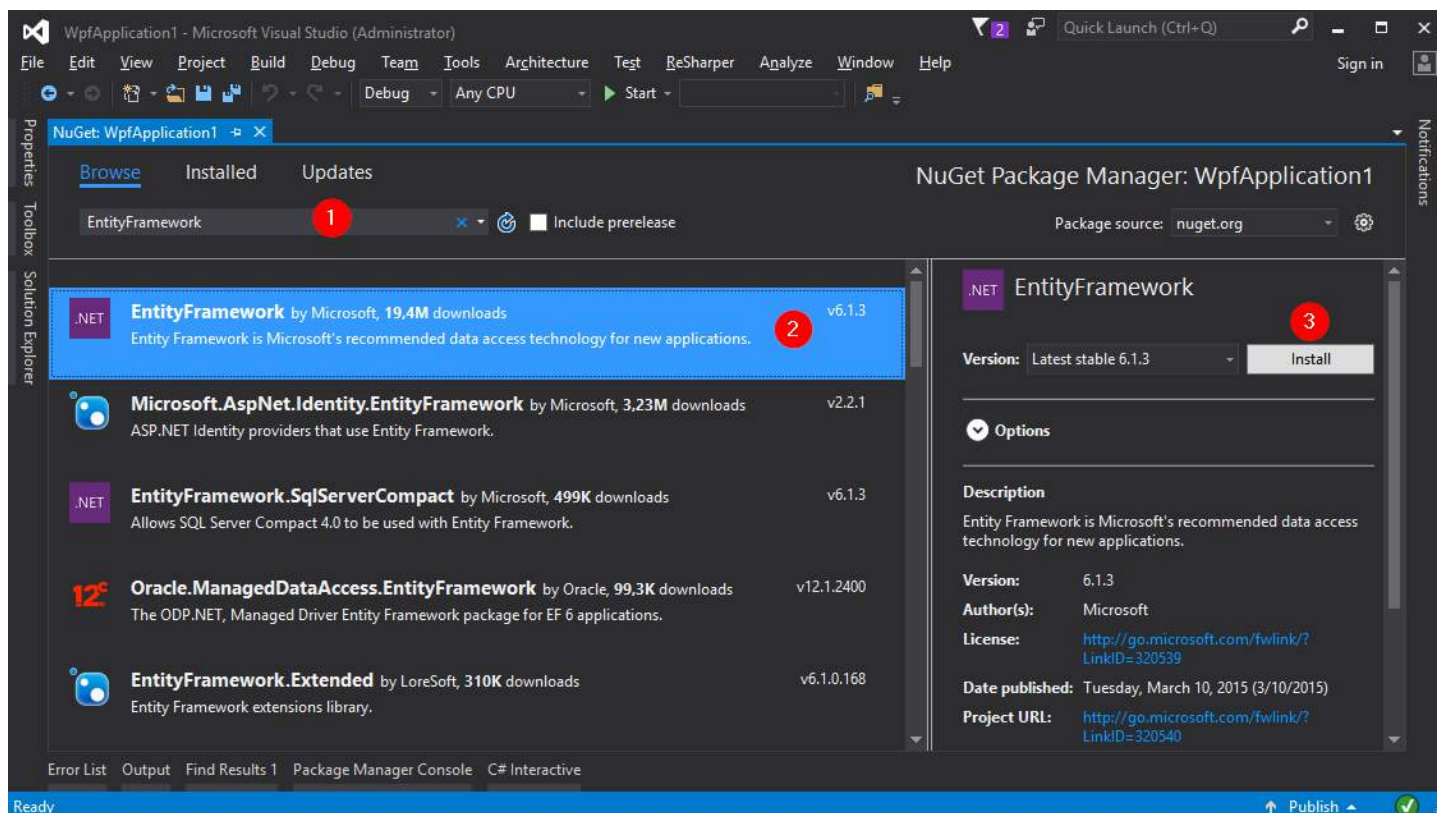 WpfApplication1 - Microsoft Visual Studio (Administrator)
2
Quick Launch (Ctrl+Q)
File Edit View Project Build Debug Team Tools Architecture Test ReSharper Analyze Window Help
Sign in
Debug Any CPU Start
Properties
Toolbox
Solution Explorer
Notifications
NuGet: WpfApplication1
Browse Installed Updates
NuGet Package Manager: WpfApplication1
EntityFramework
1
Include prerelease
Package source: nuget.org
.NET
EntityFramework by Microsoft, 19,4M downloads
v6.1.3
Entity Framework is Microsoft's recommended data access technology for new applications.
2
Microsoft.AspNet.Identity.EntityFramework by Microsoft, 3,23M downloads
v2.2.1
ASP.NET Identity providers that use Entity Framework.
.NET
EntityFramework.SqlServerCompact by Microsoft, 499K downloads
v6.1.3
Allows SQL Server Compact 4.0 to be used with Entity Framework.
12c
Oracle.ManagedDataAccess.EntityFramework by Oracle, 99,3K downloads
v12.1.2400
The ODP.NET, Managed Driver Entity Framework package for EF 6 applications.
EntityFramework.Extended by LoreSoft, 310K downloads
v6.1.0.168
Entity Framework extensions library.
.NET
EntityFramework
3
Version: Latest stable 6.1.3
Install
Options
Description
Entity Framework is Microsoft's recommended data access
technology for new applications.
Version: 6.1.3
Author(s): Microsoft
License: http://go.microsoft.com/fwlink/?
LinkID=320539
Date published: Tuesday, March 10, 2015 (3/10/2015)
Project URL: http://go.microsoft.com/fwlink/?
LinkID=320540
Error List Output Find Results 1 Package Manager Console C# Interactive
Ready
Publish